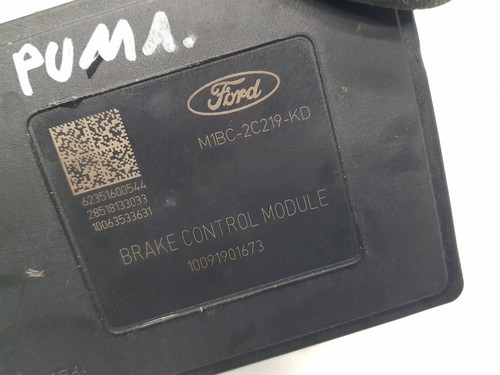 PUMA.
Ford
M1BC-2C219-KD
62351600544
28518133033
10063533631
BRAKE CONTROL MODULE
10091901673